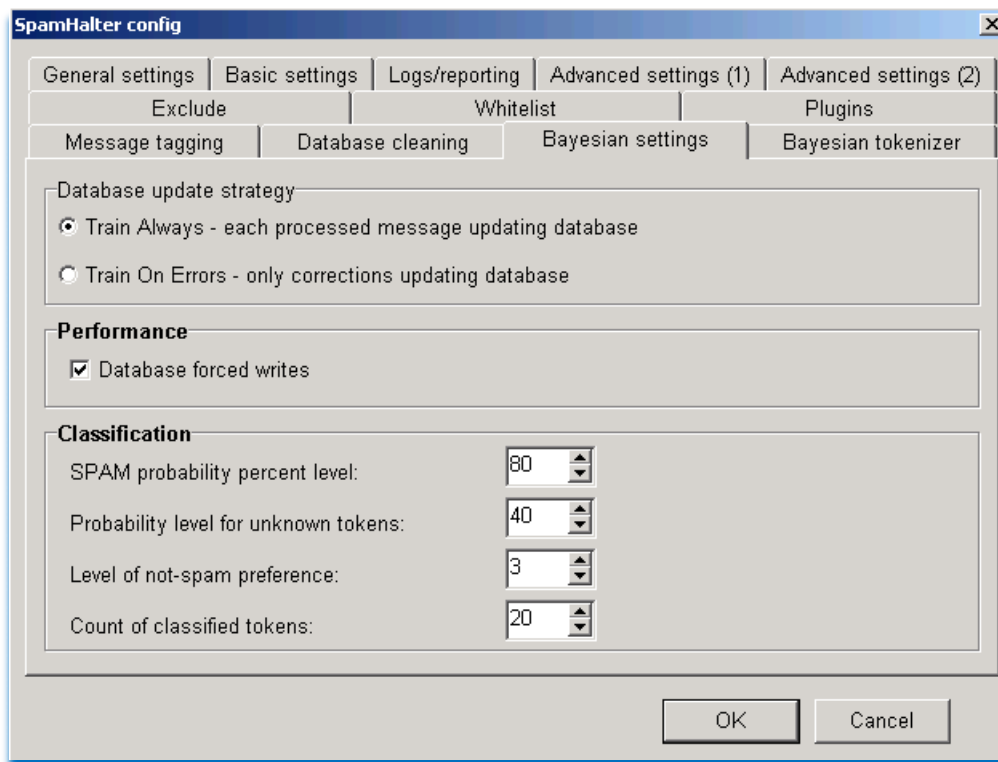 SpamHalter config
General settings Basic settings Logs/reporting Advanced settings (1) Advanced settings (2)
Exclude Whitelist Plugins
Message tagging Database cleaning Bayesian settings Bayesian tokenizer
Database update strategy
Train Always - each processed message updating database
Train On Errors - only corrections updating database
Performance
Database forced writes
Classification
SPAM probability percent level: 80
Probability level for unknown tokens: 40
Level of not-spam preference: 3
Count of classified tokens: 20
OK Cancel